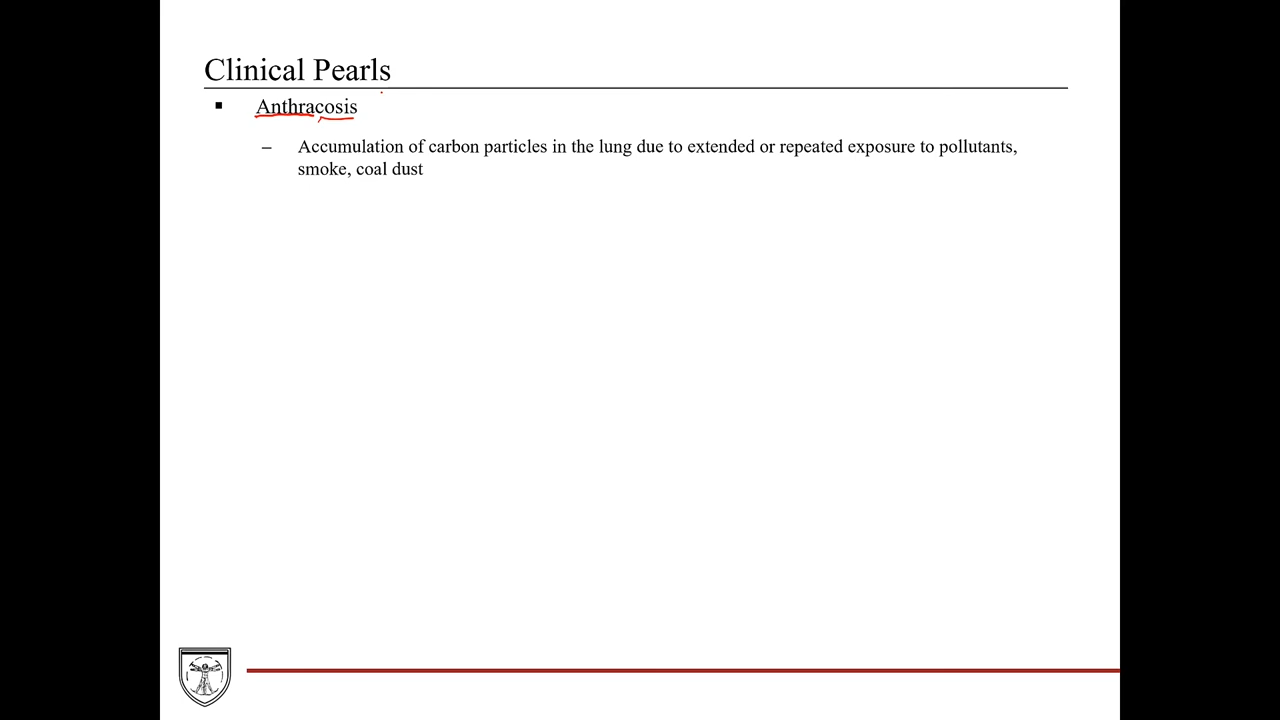 Clinical Pearls
▪ Anthracosis
– Accumulation of carbon particles in the lung due to extended or repeated exposure to pollutants,
smoke, coal dust